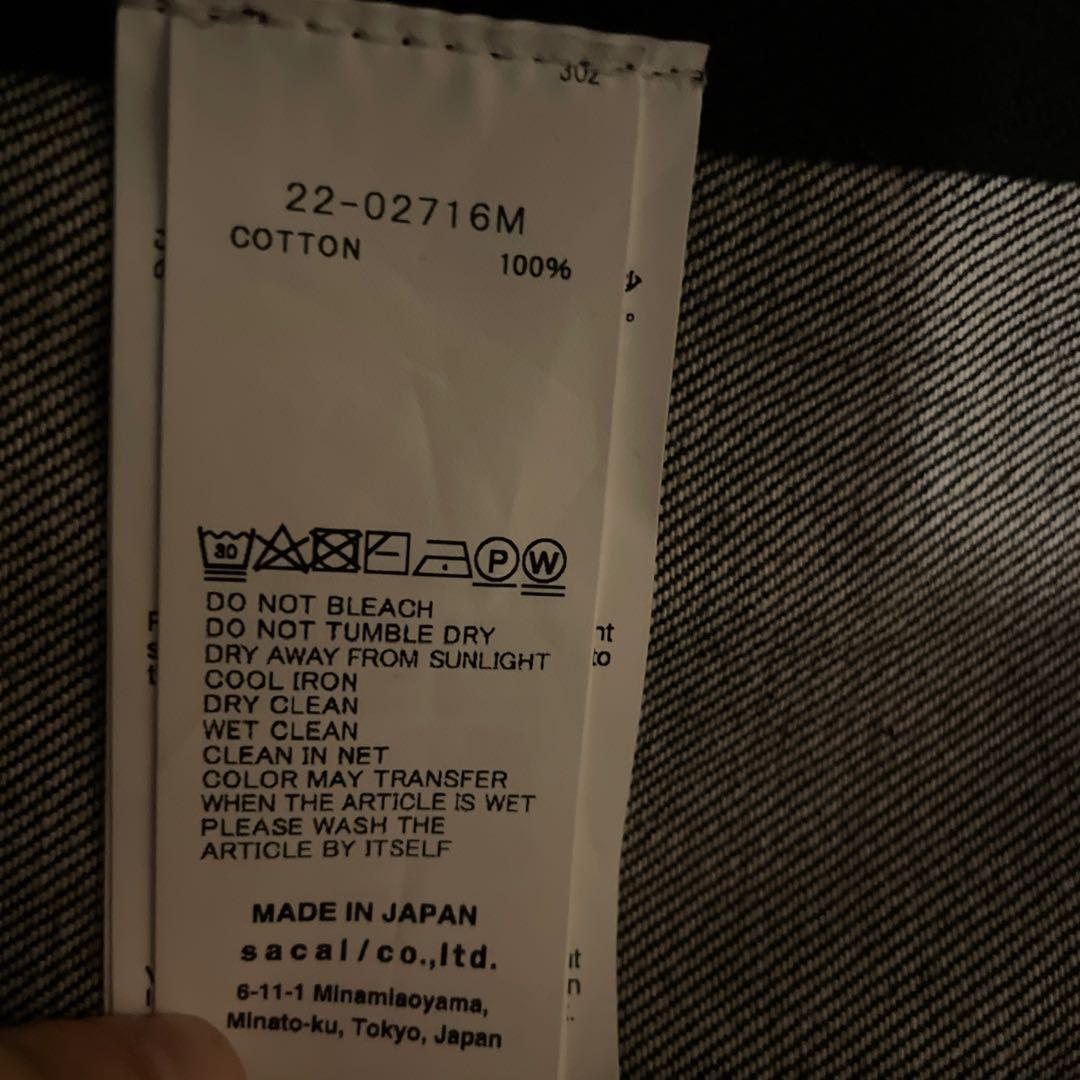 30z
22-02716M
COTTON 100%
30
P W
DO NOT BLEACH
DO NOT TUMBLE DRY
DRY AWAY FROM SUNLIGHT
COOL IRON
DRY CLEAN
WET CLEAN
CLEAN IN NET
COLOR MAY TRANSFER
WHEN THE ARTICLE IS WET
PLEASE WASH THE
ARTICLE BY ITSELF
MADE IN JAPAN
sacai/co.,ltd.
6-11-1 Minamiaoyama,
Minato-ku, Tokyo, Japan